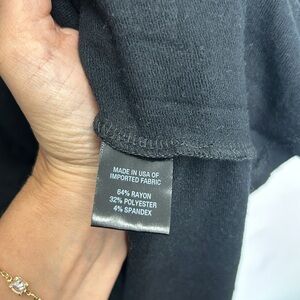 MADE IN USA OF
IMPORTED FABRIC
64% RAYON
32% POLYESTER
4% SPANDEX